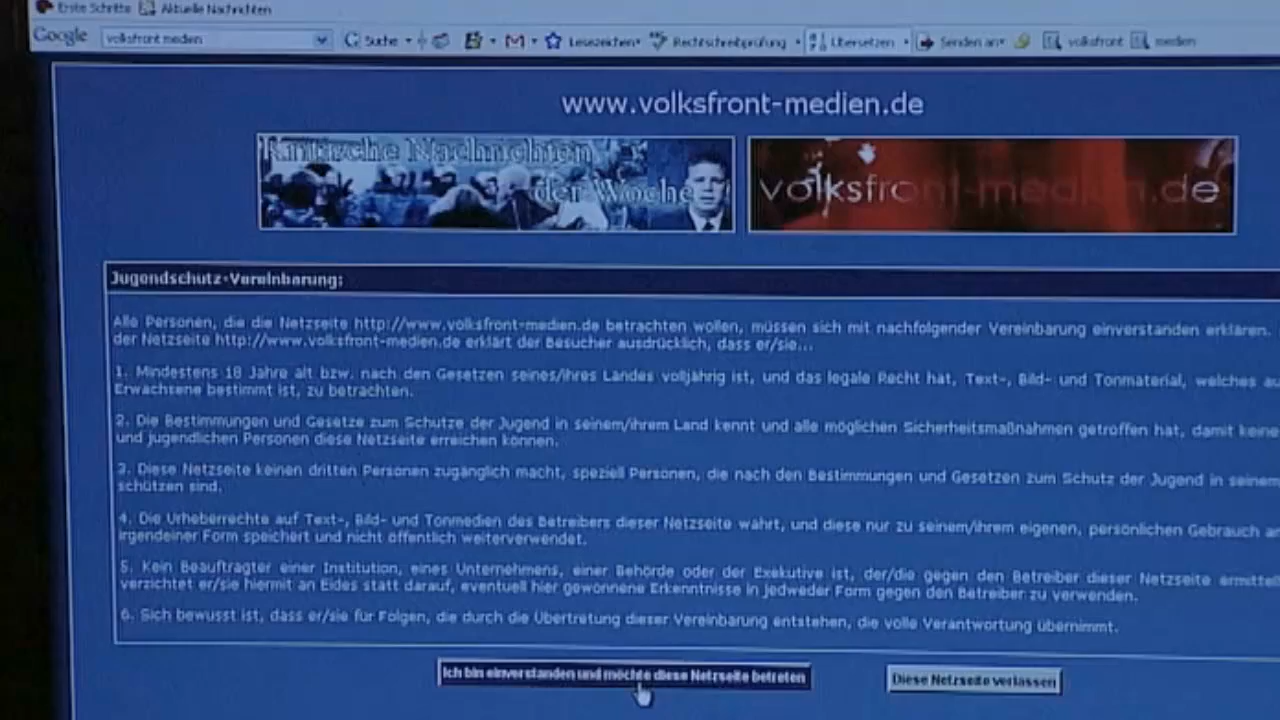 Erste Schritte Aktuelle Nachrichten
Google volksfront medien Suche Lesezeichen Rechtschreibprüfung Übersetzen Senden an volksfront medien
www.volksfront-medien.de
Kritische Nachrichten
der Woche
volksfront-medien.de
Jugendschutz-Vereinbarung:
Alle Personen, die die Netzseite http://www.volksfront-medien.de betrachten wollen, müssen sich mit nachfolgender Vereinbarung einverstanden erklären.
der Netzseite http://www.volksfront-medien.de erklärt der Besucher ausdrücklich, dass er/sie...
1. Mindestens 18 Jahre alt bzw. nach den Gesetzen seines/ihres Landes volljährig ist, und das legale Recht hat, Text-, Bild- und Tonmaterial, welches
Erwachsene bestimmt ist, zu betrachten.
2. Die Bestimmungen und Gesetze zum Schutze der Jugend in seinem/ihrem Land kennt und alle möglichen Sicherheitsmaßnahmen getroffen hat, damit keine
und jugendlichen Personen diese Netzseite erreichen können.
3. Diese Netzseite keinen dritten Personen zugänglich macht, speziell Personen, die nach den Bestimmungen und Gesetzen zum Schutz der Jugend in seinem
schützen sind.
4. Die Urheberrechte auf Text-, Bild- und Tonmedien des Betreibers dieser Netzseite wahrt, und diese nur zu seinem/ihrem eigenen, persönlichen Gebrauch
irgendeiner Form speichert und nicht öffentlich weiterverwendet.
5. Kein Beauftragter einer Institution, eines Unternehmens, einer Behörde oder der Exekutive ist, der/die gegen den Betreiber dieser Netzseite ermittelt
verzichtet er/sie hiermit an Eides statt darauf, eventuell hier gewonnene Erkenntnisse in jedweder Form gegen den Betreiber zu verwenden.
6. Sich bewusst ist, dass er/sie für Folgen, die durch die Übertretung dieser Vereinbarung entstehen, die volle Verantwortung übernimmt.
Ich bin einverstanden und möchte diese Netzseite betreten
Diese Netzseite verlassen